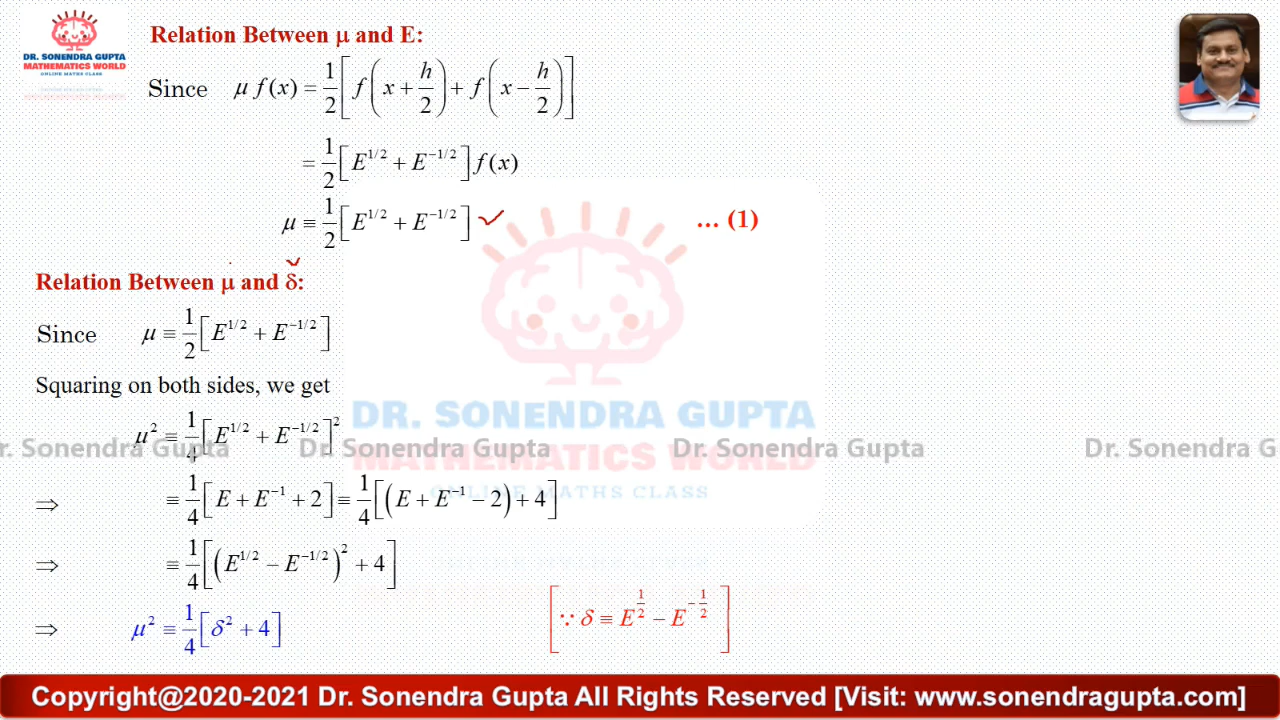 DR. SONENDRA GUPTA
MATHEMATICS WORLD
ONLINE MATHS CLASS
Relation Between μ and E:
Since μ f(x) = 1/2 [ f ( x + h/2 ) + f ( x − h/2 ) ]
= 1/2 [ E^1/2 + E^−1/2 ] f(x)
μ ≡ 1/2 [ E^1/2 + E^−1/2 ] ... (1)
Relation Between μ and δ:
Since μ ≡ 1/2 [ E^1/2 + E^−1/2 ]
Squaring on both sides, we get
μ^2 ≡ 1/4 [ E^1/2 + E^−1/2 ]^2
⇒ ≡ 1/4 [ E + E^−1 + 2 ] ≡ 1/4 [ ( E + E^−1 − 2 ) + 4 ]
⇒ ≡ 1/4 [ ( E^1/2 − E^−1/2 )^2 + 4 ]
⇒ μ^2 ≡ 1/4 [ δ^2 + 4 ] [ ∵ δ ≡ E^1/2 − E^−1/2 ]
DR. SONENDRA GUPTA
MATHEMATICS WORLD
ONLINE MATHS CLASS
r. Sonendra Gupta Dr. Sonendra Gupta Dr. Sonendra Gupta Dr. Sonendra G
Copyright@2020-2021 Dr. Sonendra Gupta All Rights Reserved [Visit: www.sonendragupta.com]